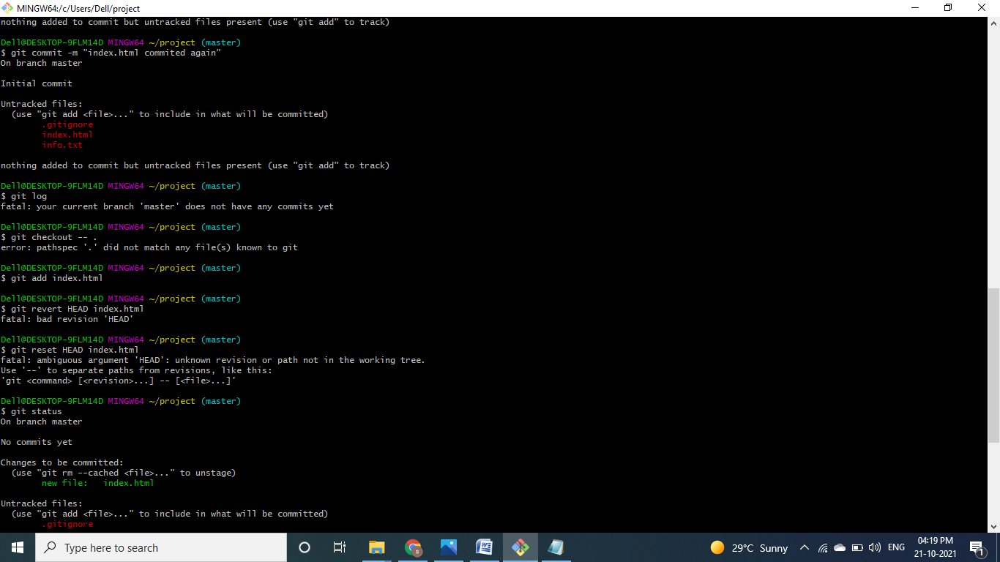 MINGW64:/c/Users/Dell/project
nothing added to commit but untracked files present (use "git add" to track)
Dell@DESKTOP-9FLM14D MINGW64 ~/project (master)
$ git commit -m "index.html commited again"
On branch master
Initial commit
Untracked files:
(use "git add <file>..." to include in what will be committed)
.gitignore
index.html
info.txt
nothing added to commit but untracked files present (use "git add" to track)
Dell@DESKTOP-9FLM14D MINGW64 ~/project (master)
$ git log
fatal: your current branch 'master' does not have any commits yet
Dell@DESKTOP-9FLM14D MINGW64 ~/project (master)
$ git checkout -- .
error: pathspec '.' did not match any file(s) known to git
Dell@DESKTOP-9FLM14D MINGW64 ~/project (master)
$ git add index.html
Dell@DESKTOP-9FLM14D MINGW64 ~/project (master)
$ git revert HEAD index.html
fatal: bad revision 'HEAD'
Dell@DESKTOP-9FLM14D MINGW64 ~/project (master)
$ git reset HEAD index.html
fatal: ambiguous argument 'HEAD': unknown revision or path not in the working tree.
Use '--' to separate paths from revisions, like this:
'git <command> [<revision>...] -- [<file>...]'
Dell@DESKTOP-9FLM14D MINGW64 ~/project (master)
$ git status
On branch master
No commits yet
Changes to be committed:
(use "git rm --cached <file>..." to unstage)
new file:   index.html
Untracked files:
(use "git add <file>..." to include in what will be committed)
.gitignore
Type here to search
29°C Sunny
ENG
04:19 PM
21-10-2021
1